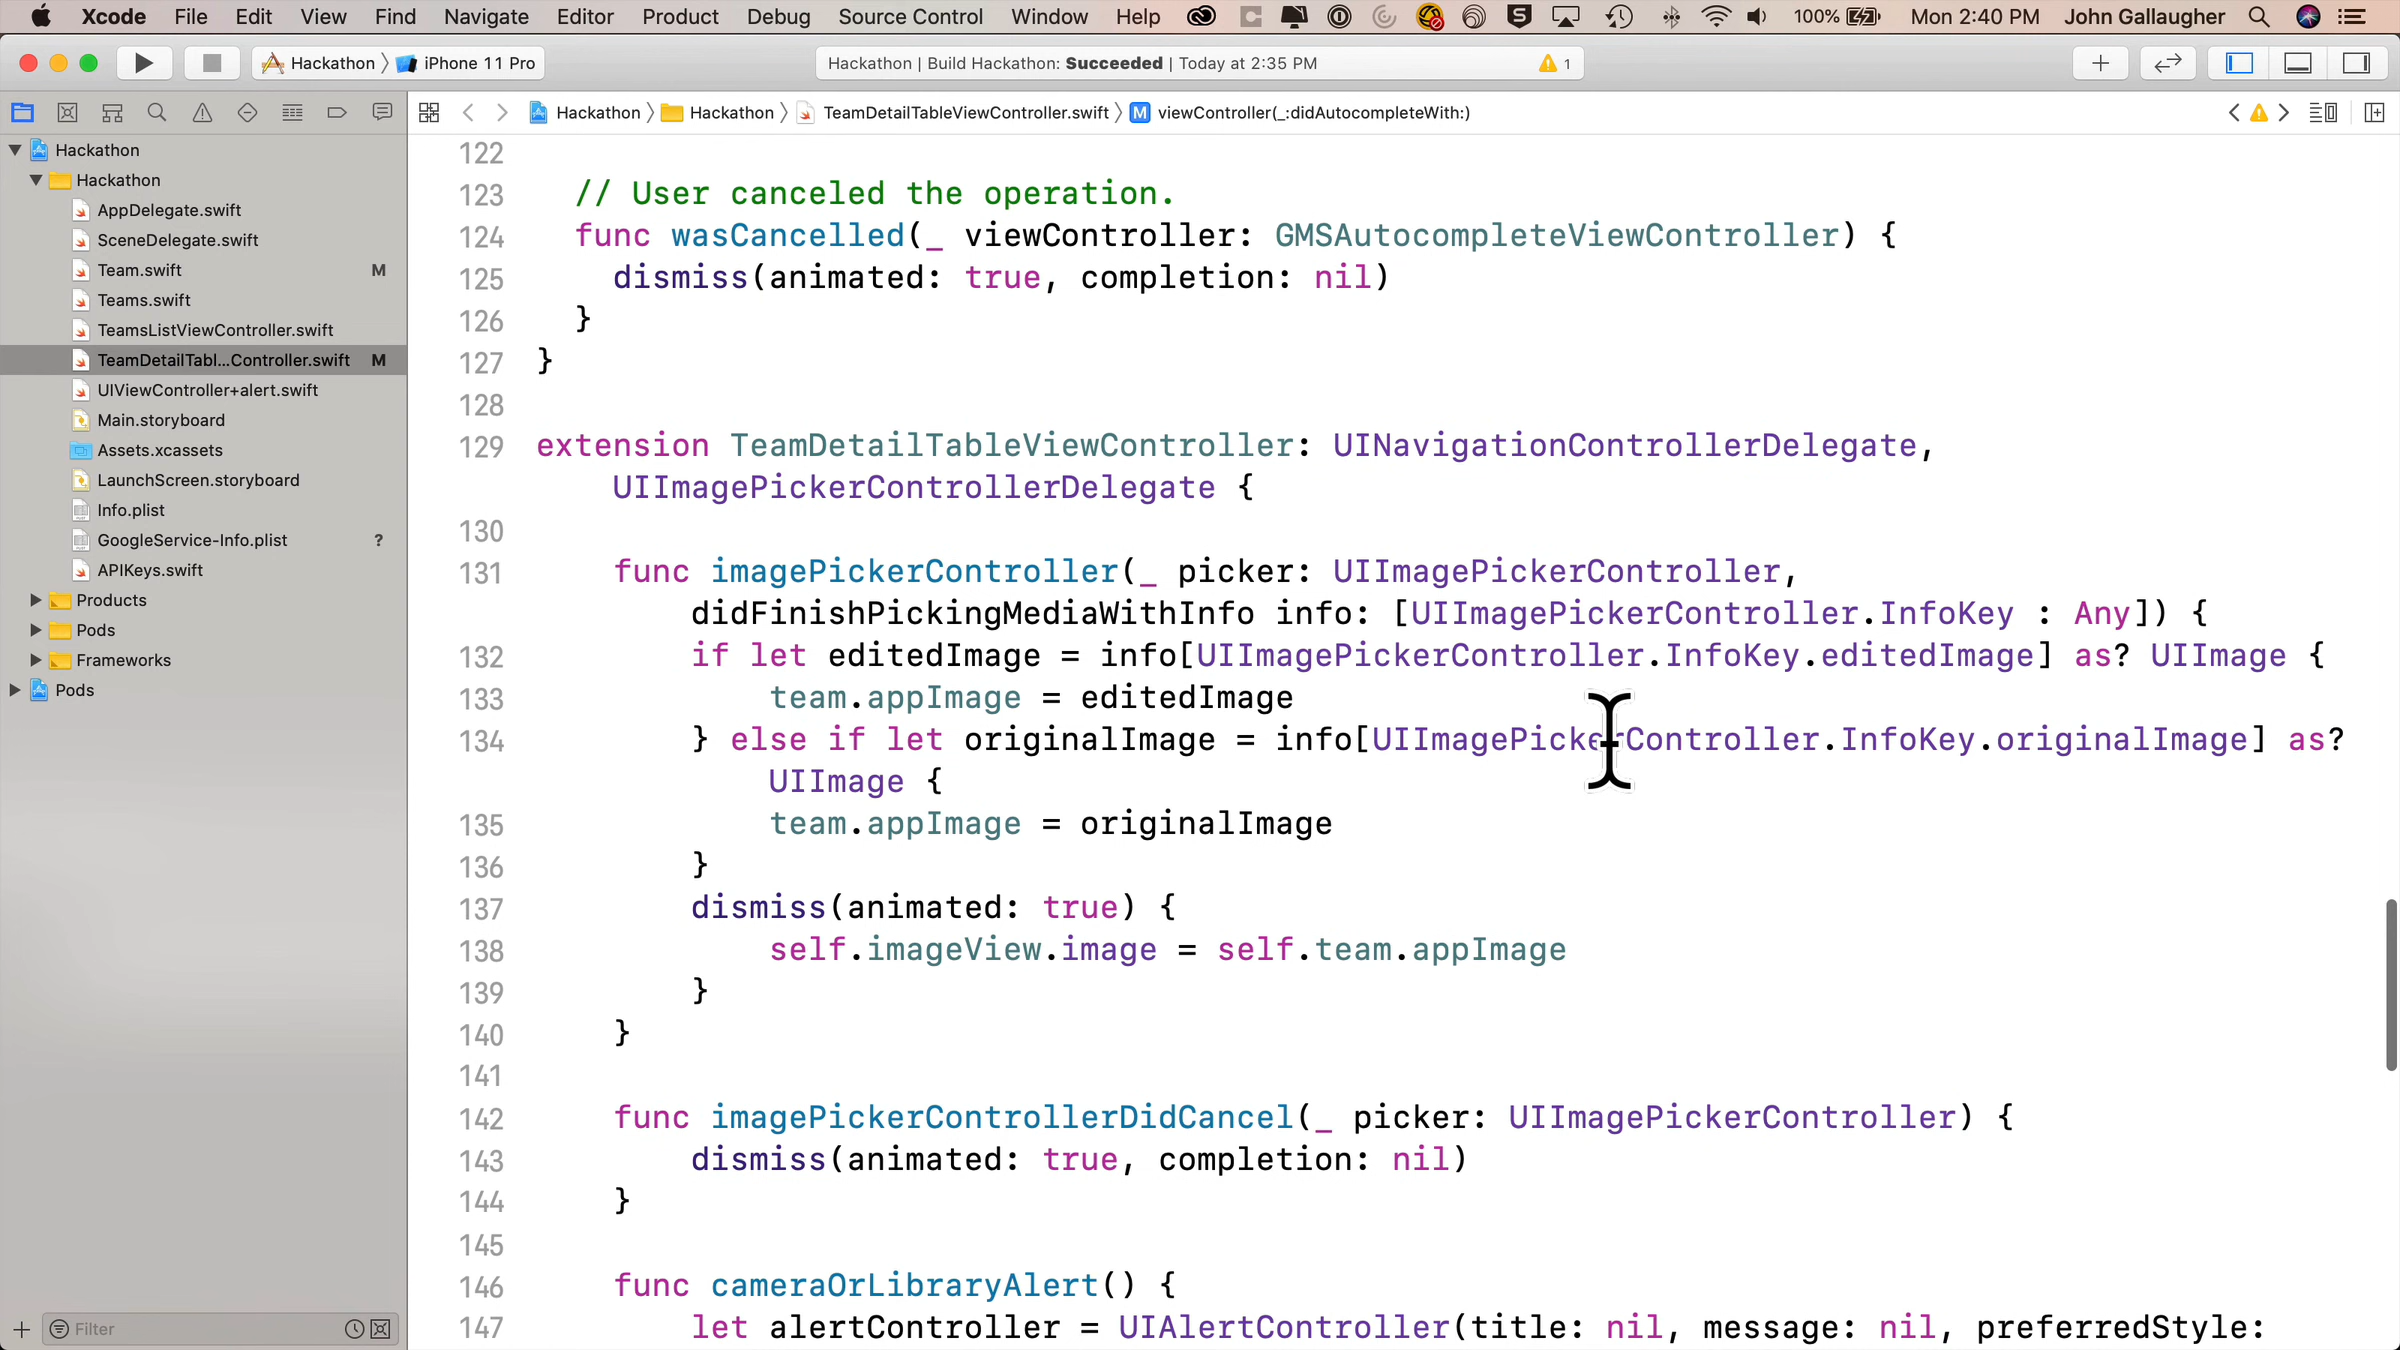 Xcode File Edit View Find Navigate Editor Product Debug Source Control Window Help 100% Mon 2:40 PM John Gallaugher
Hackathon 〉 iPhone 11 Pro
Hackathon | Build Hackathon: Succeeded | Today at 2:35 PM 1
Hackathon 〉 Hackathon 〉 TeamDetailTableViewController.swift 〉 M viewController(_:didAutocompleteWith:)
Hackathon
Hackathon
AppDelegate.swift
SceneDelegate.swift
Team.swift M
Teams.swift
TeamsListViewController.swift
TeamDetailTabl...Controller.swift M
UIViewController+alert.swift
Main.storyboard
Assets.xcassets
LaunchScreen.storyboard
Info.plist
GoogleService-Info.plist ?
APIKeys.swift
Products
Pods
Frameworks
Pods
Filter
122
123 // User canceled the operation.
124 func wasCancelled(_ viewController: GMSAutocompleteViewController) {
125 dismiss(animated: true, completion: nil)
126 }
127 }
128
129 extension TeamDetailTableViewController: UINavigationControllerDelegate,
UIImagePickerControllerDelegate {
130
131 func imagePickerController(_ picker: UIImagePickerController,
didFinishPickingMediaWithInfo info: [UIImagePickerController.InfoKey : Any]) {
132 if let editedImage = info[UIImagePickerController.InfoKey.editedImage] as? UIImage {
133 team.appImage = editedImage
134 } else if let originalImage = info[UIImagePickerController.InfoKey.originalImage] as?
UIImage {
135 team.appImage = originalImage
136 }
137 dismiss(animated: true) {
138 self.imageView.image = self.team.appImage
139 }
140 }
141
142 func imagePickerControllerDidCancel(_ picker: UIImagePickerController) {
143 dismiss(animated: true, completion: nil)
144 }
145
146 func cameraOrLibraryAlert() {
147 let alertController = UIAlertController(title: nil, message: nil, preferredStyle: